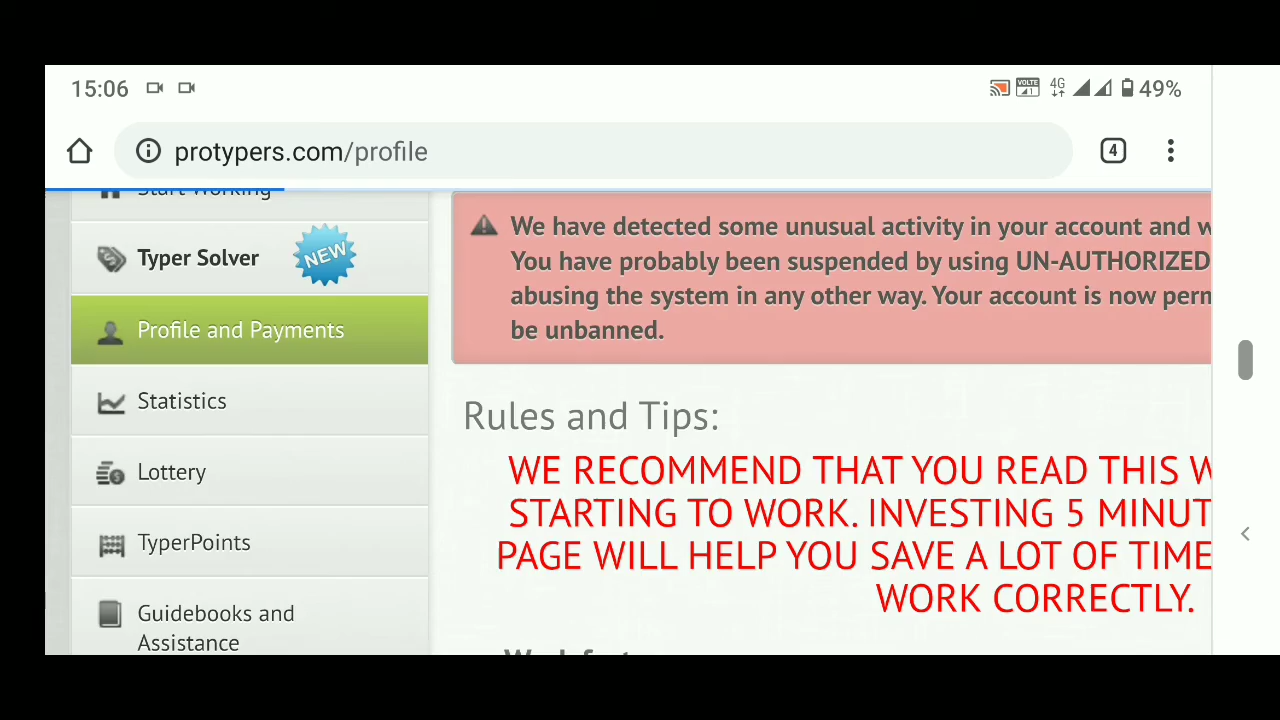 15:06 4G 49%
protypers.com/profile
4
Start Working
Typer Solver NEW
Profile and Payments
Statistics
Lottery
TyperPoints
Guidebooks and
Assistance
We have detected some unusual activity in your account and
You have probably been suspended by using UN-AUTHORIZED
abusing the system in any other way. Your account is now
be unbanned.
Rules and Tips:
WE RECOMMEND THAT YOU READ THIS
STARTING TO WORK. INVESTING 5
PAGE WILL HELP YOU SAVE A LOT OF TIME
WORK CORRECTLY.